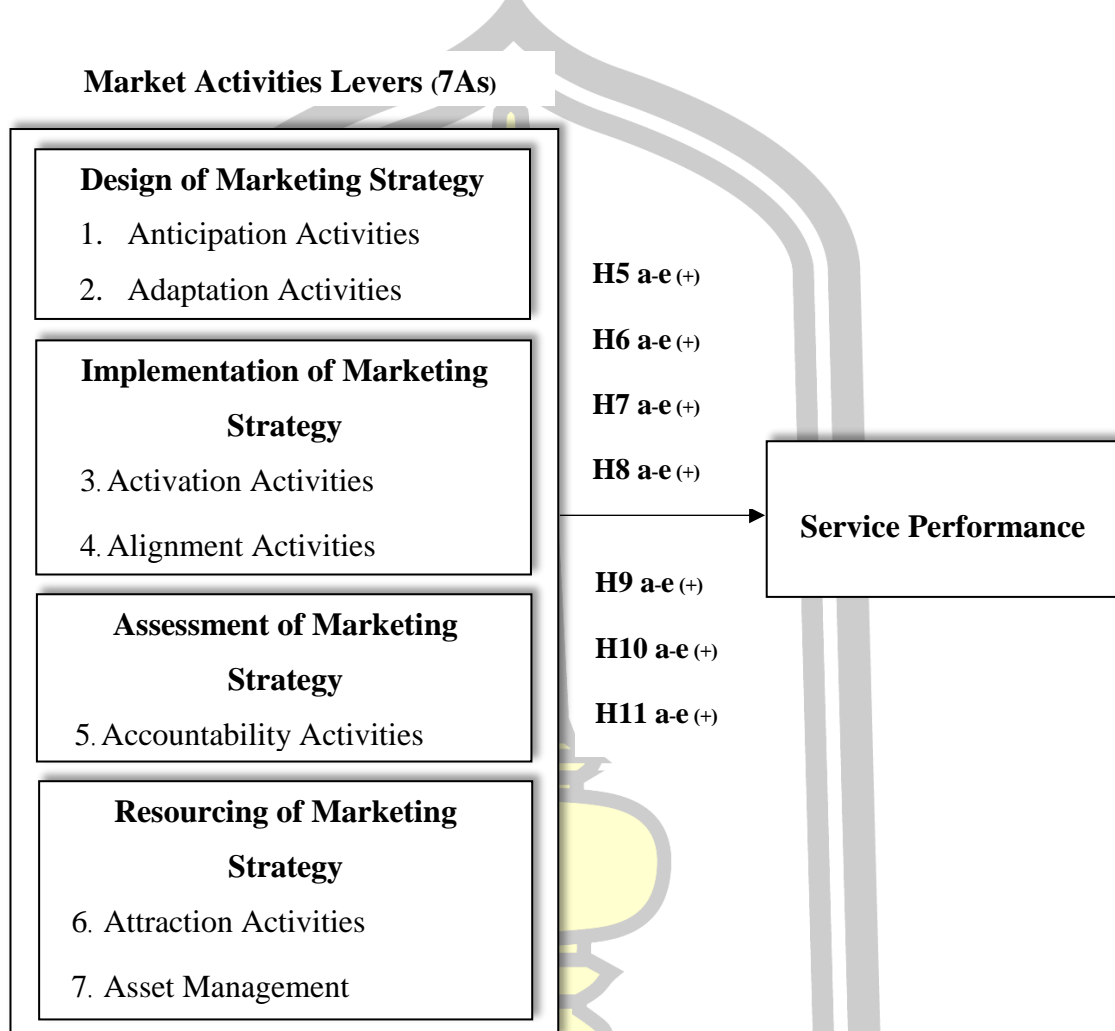 Market Activities Levers (7As)
Design of Marketing Strategy
1. Anticipation Activities
2. Adaptation Activities
Implementation of Marketing
Strategy
3. Activation Activities
4. Alignment Activities
Assessment of Marketing
Strategy
5. Accountability Activities
Resourcing of Marketing
Strategy
6. Attraction Activities
7. Asset Management
H5 a-e (+)
H6 a-e (+)
H7 a-e (+)
H8 a-e (+)
H9 a-e (+)
H10 a-e (+)
H11 a-e (+)
Service Performance